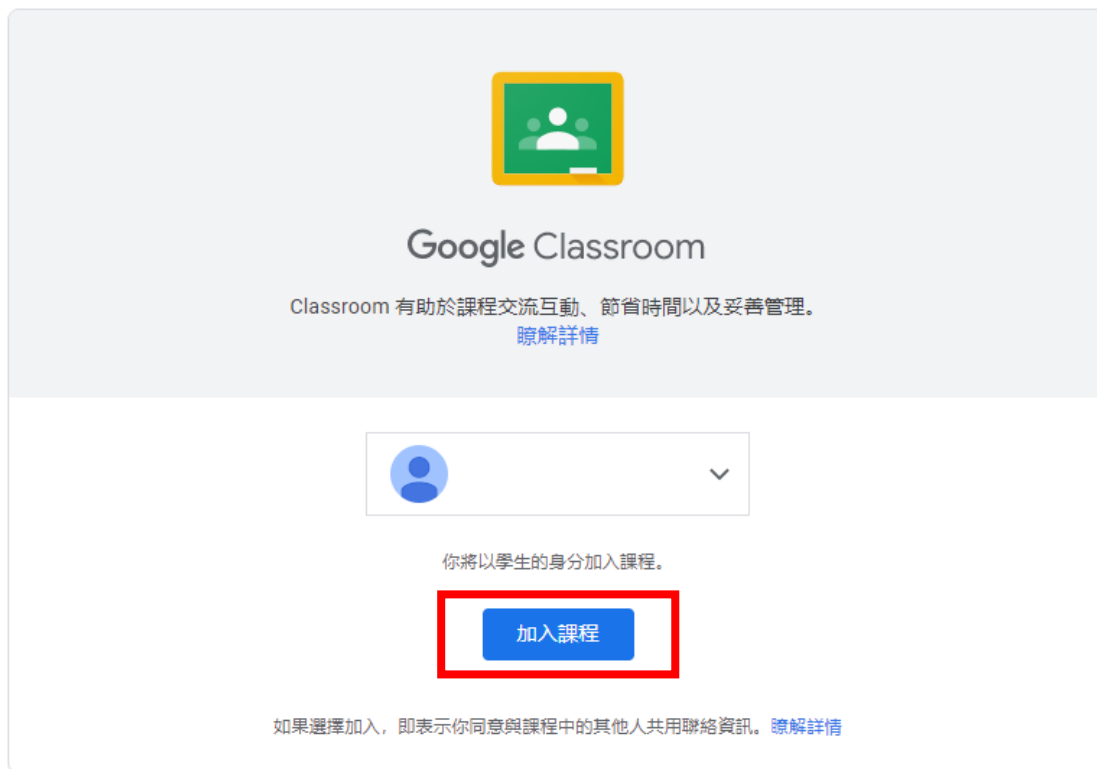 Google Classroom
Classroom 有助於課程交流互動、節省時間以及妥善管理。
瞭解詳情
你將以學生的身分加入課程。
加入課程
如果選擇加入，即表示你同意與課程中的其他人共用聯絡資訊。瞭解詳情